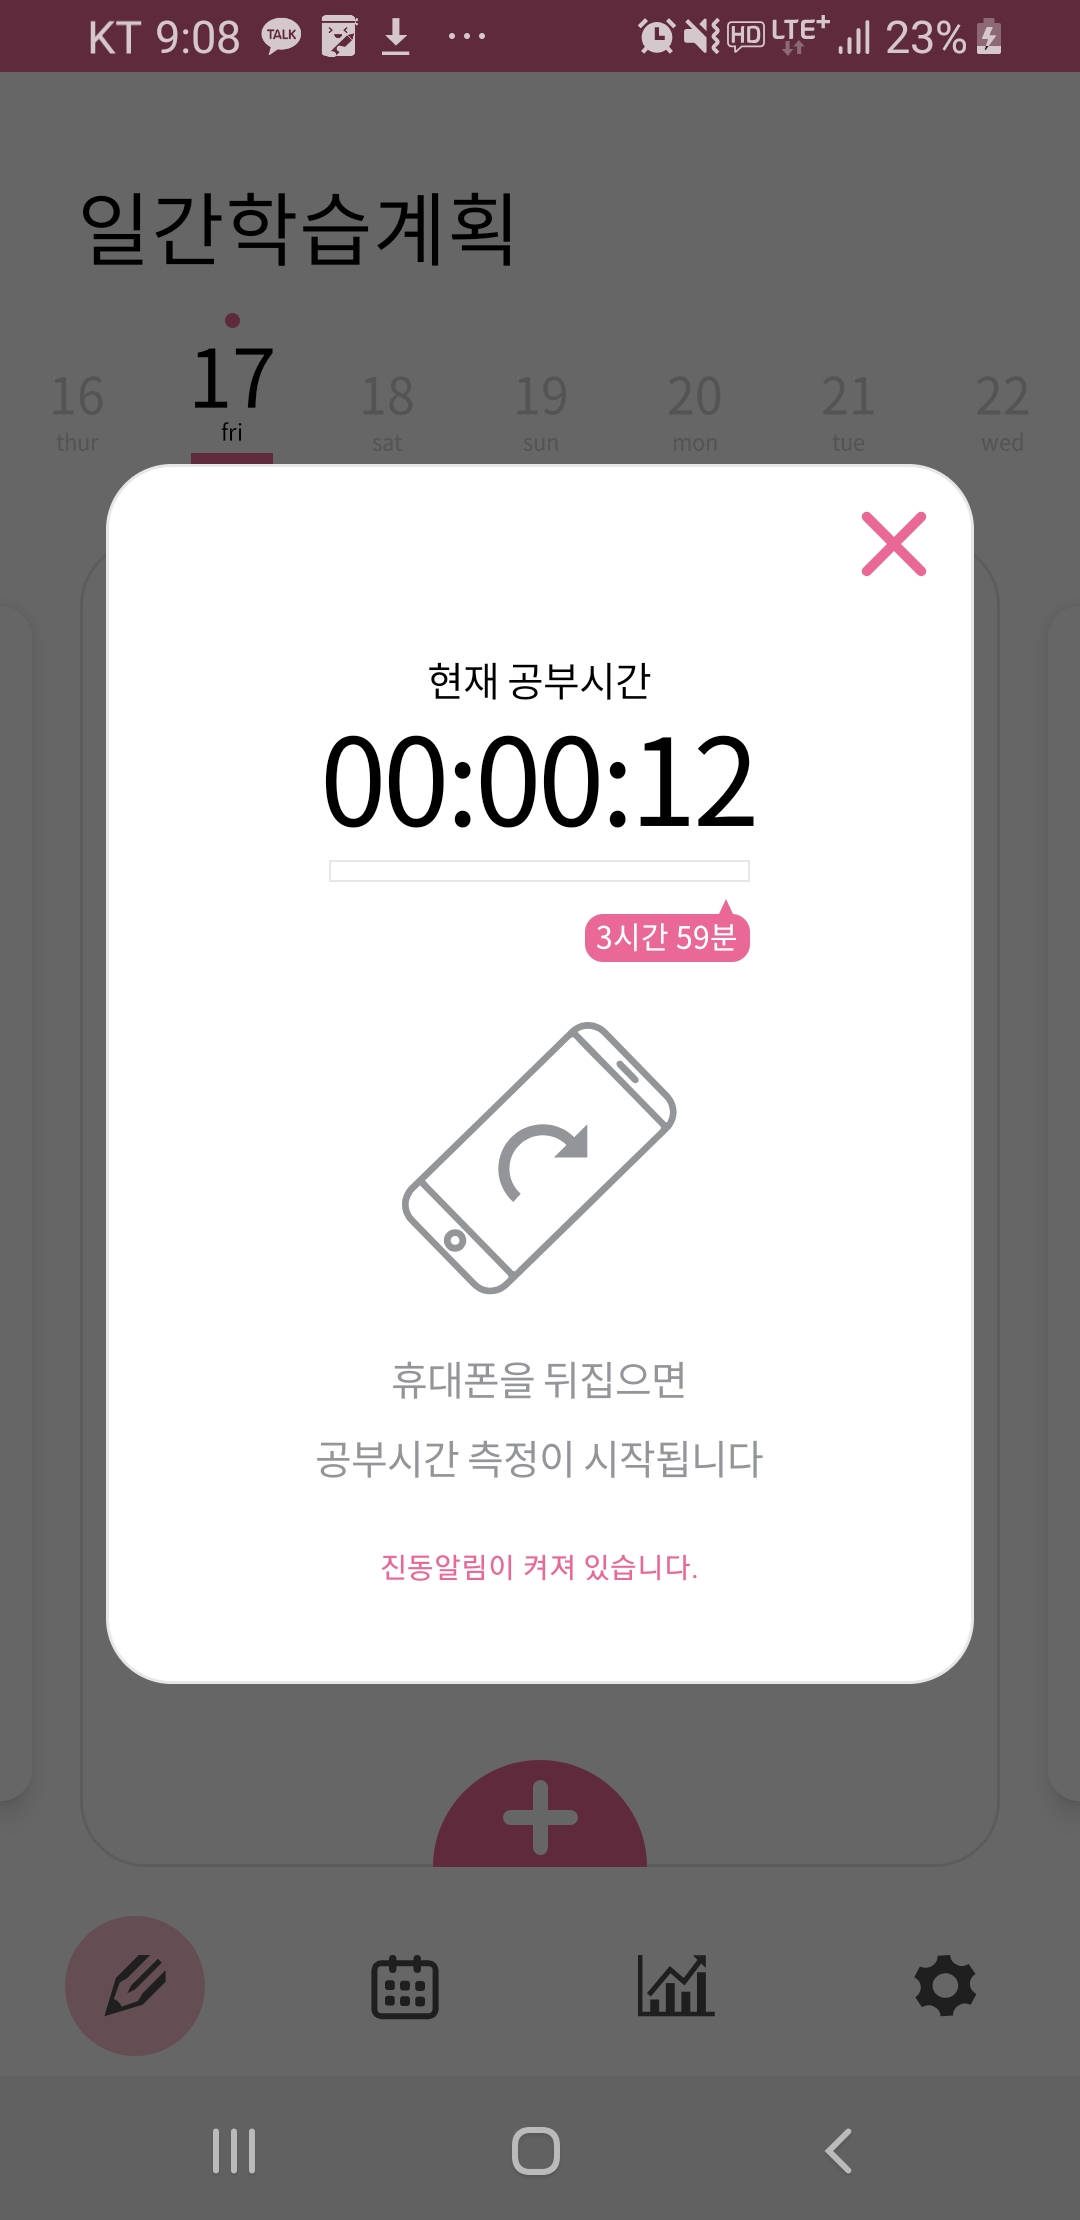 KT 9:08 TALK HD LTE+ 23%
일간학습계획
16 17 18 19 20 21 22
thur fri sat sun mon tue wed
현재 공부시간
00:00:12
3시간 59분
휴대폰을 뒤집으면
공부시간 측정이 시작됩니다
진동알림이 켜져 있습니다.